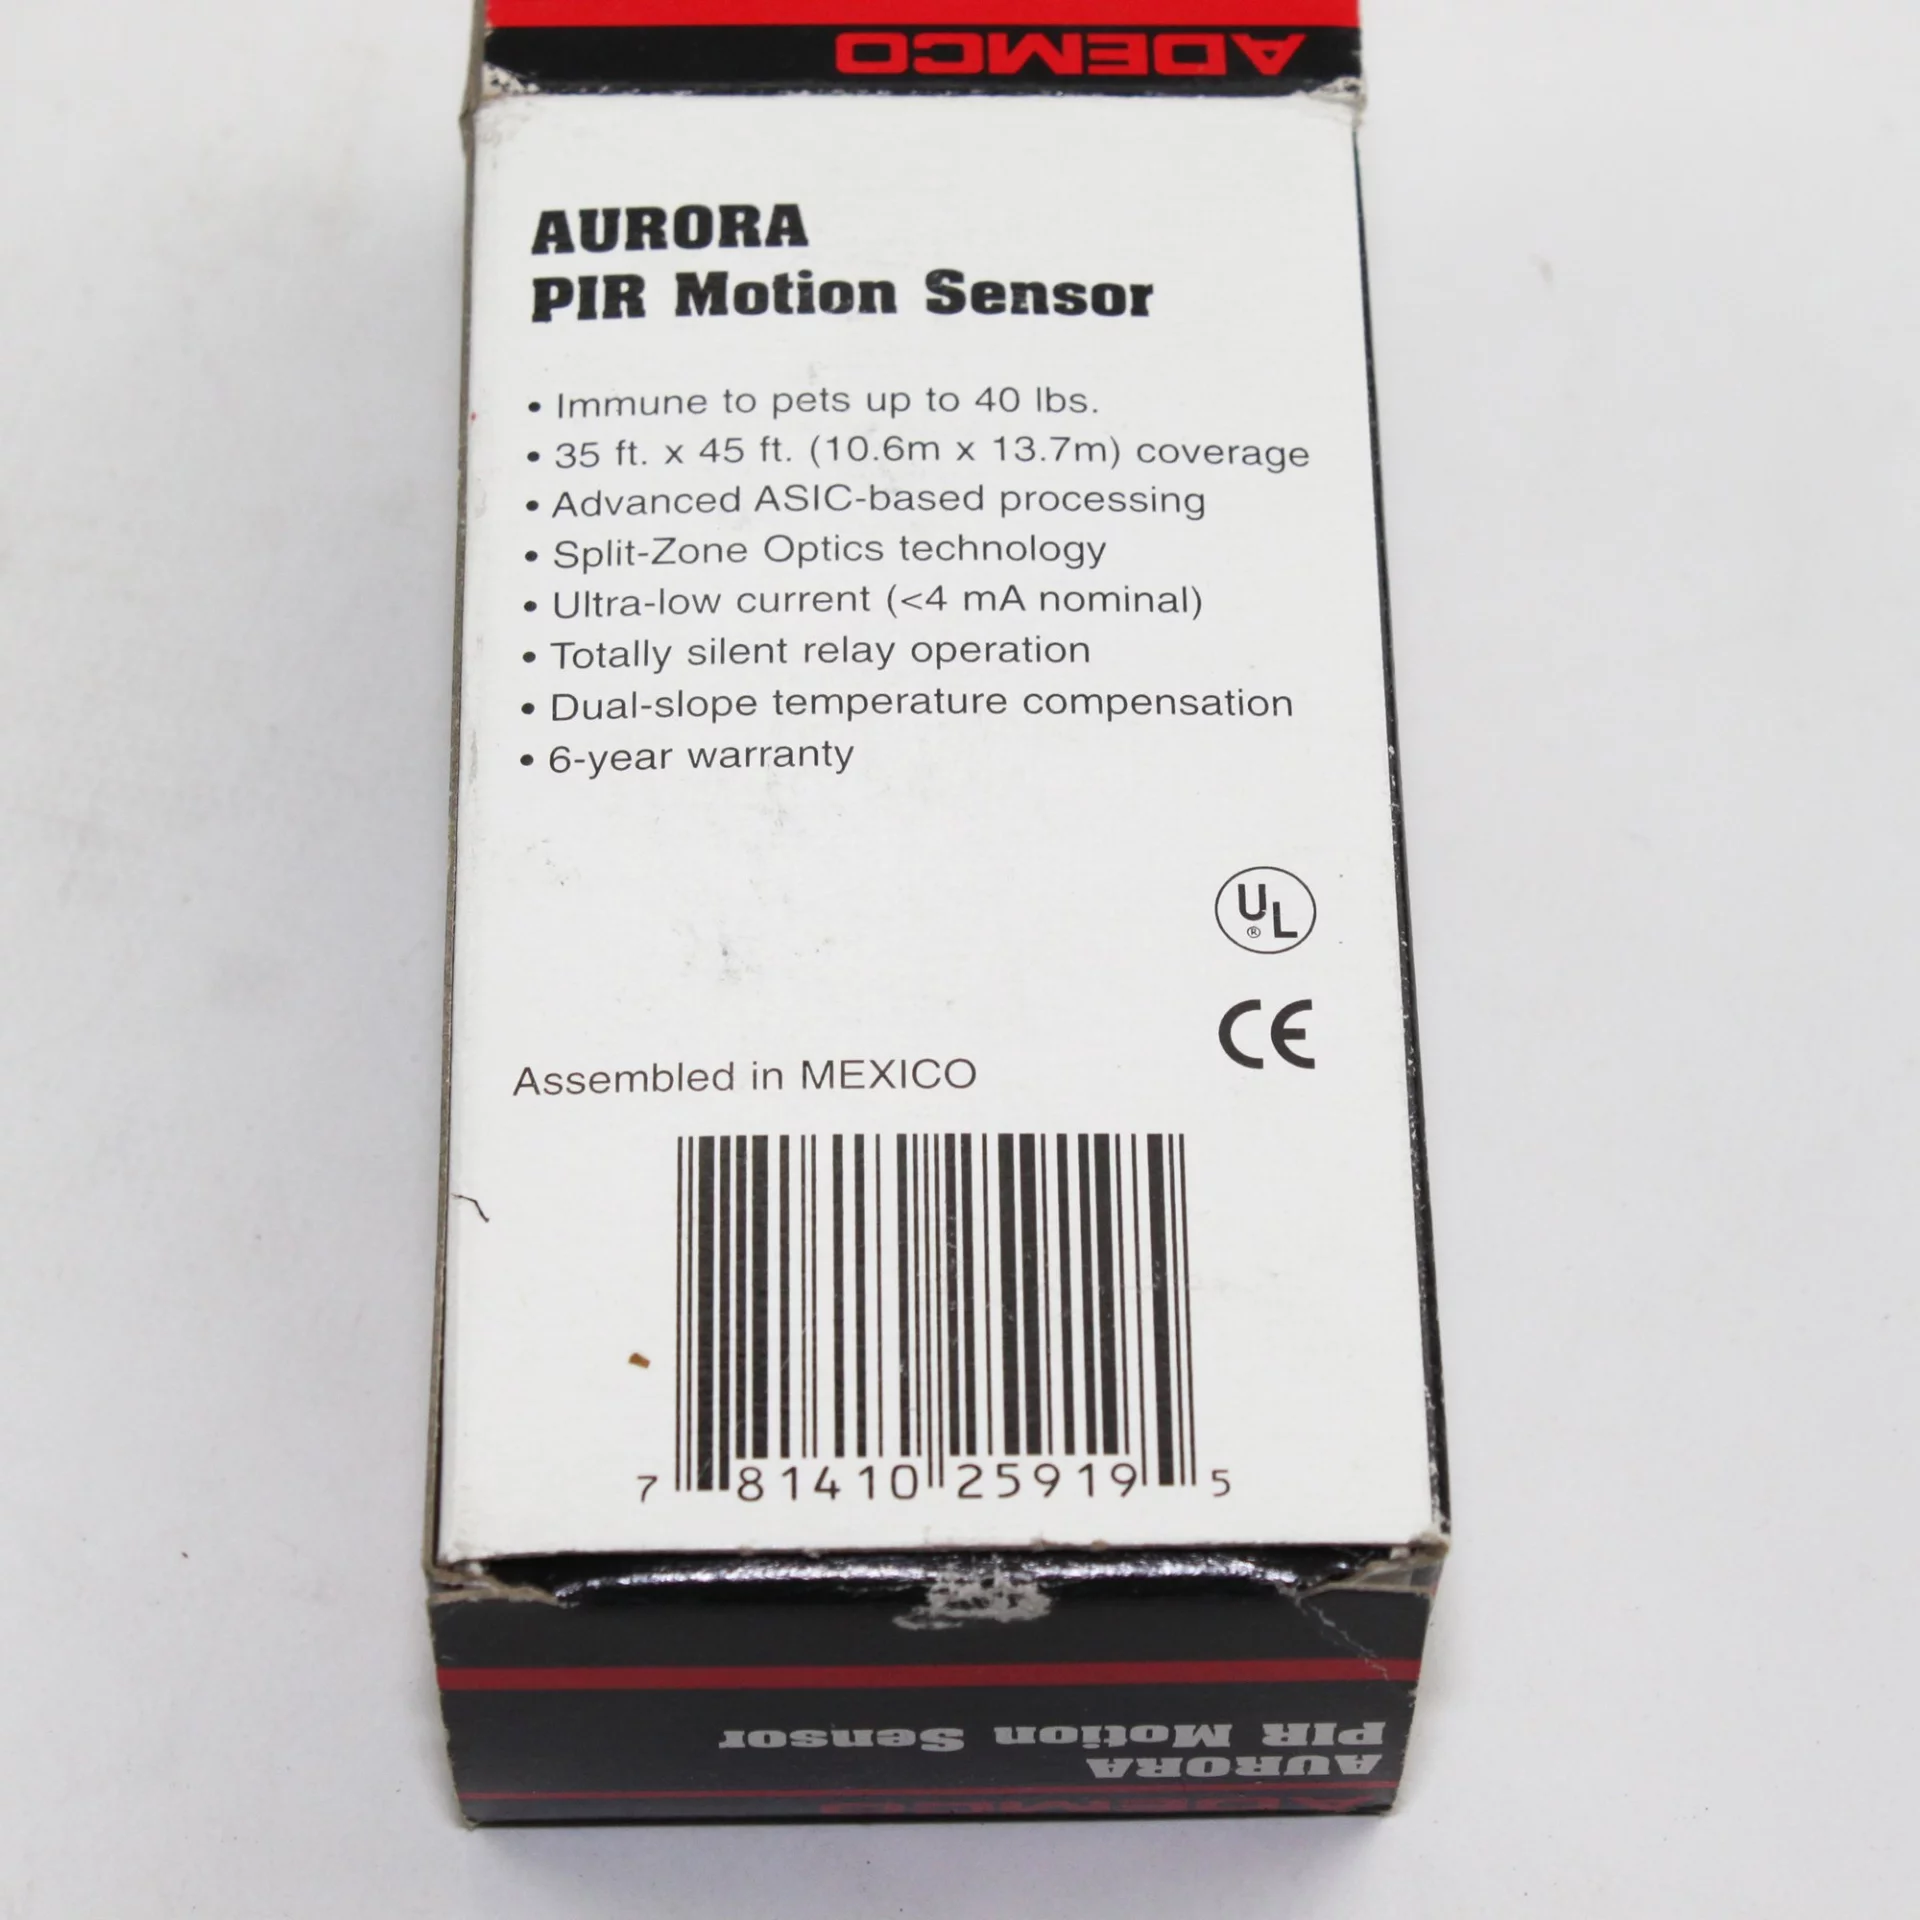 ADEMCO
AURORA
PIR Motion Sensor
• Immune to pets up to 40 lbs.
• 35 ft. x 45 ft. (10.6m x 13.7m) coverage
• Advanced ASIC-based processing
• Split-Zone Optics technology
• Ultra-low current (<4 mA nominal)
• Totally silent relay operation
• Dual-slope temperature compensation
• 6-year warranty
UL
®
CE
Assembled in MEXICO
7 81410 25919 5
PIR Motion Sensor
AURORA
ADEMCO